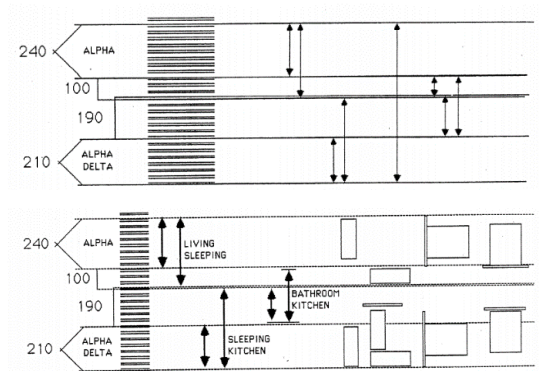 240
ALPHA
100
190
210
ALPHA
DELTA
240
ALPHA
LIVING
SLEEPING
100
190
BATHROOM
KITCHEN
210
ALPHA
DELTA
SLEEPING
KITCHEN